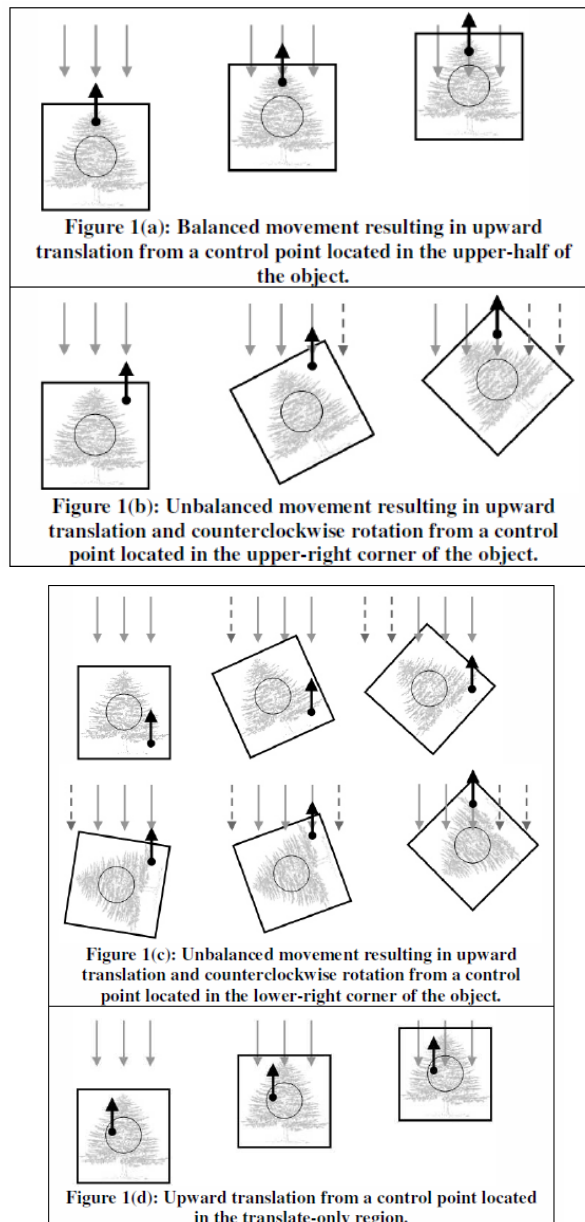 Figure 1(a): Balanced movement resulting in upward
translation from a control point located in the upper-half of
the object.
Figure 1(b): Unbalanced movement resulting in upward
translation and counterclockwise rotation from a control
point located in the upper-right corner of the object.
Figure 1(c): Unbalanced movement resulting in upward
translation and counterclockwise rotation from a control
point located in the lower-right corner of the object.
Figure 1(d): Upward translation from a control point located
in the translate-only region.